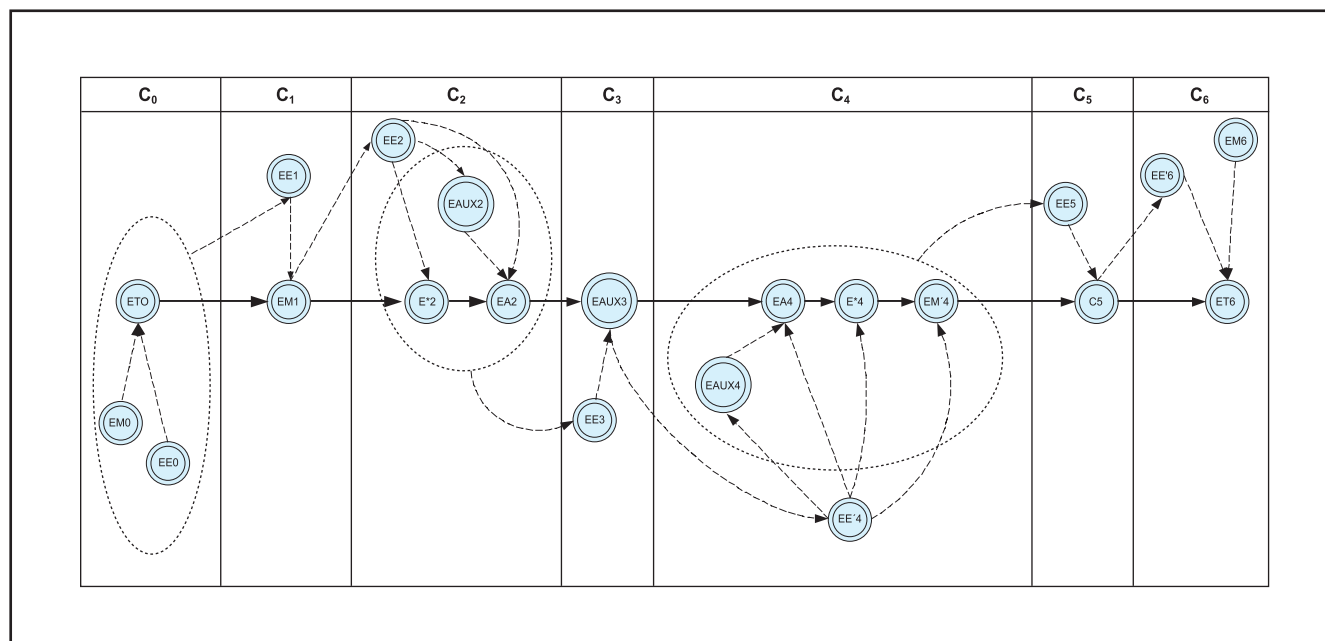 C₀ C₁ C₂ C₃ C₄ C₅ C₆
EE2 EM6
EE1 EE'6
EAUX2 EE5
ETO EM1 E*2 EA2 EAUX3 EA4 E*4 EM´4 C5 ET6
EAUX4
EM0 EE3
EE0
EE´4